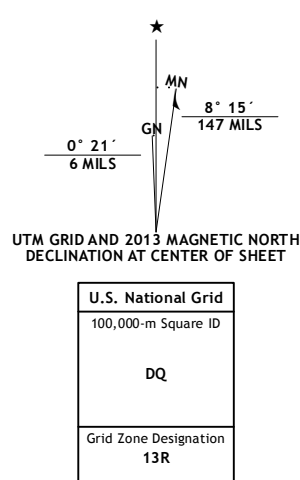 MN
8° 15´
147 MILS
GN
0° 21´
6 MILS
UTM GRID AND 2013 MAGNETIC NORTH
DECLINATION AT CENTER OF SHEET
U.S. National Grid
100,000-m Square ID
DQ
Grid Zone Designation
13R